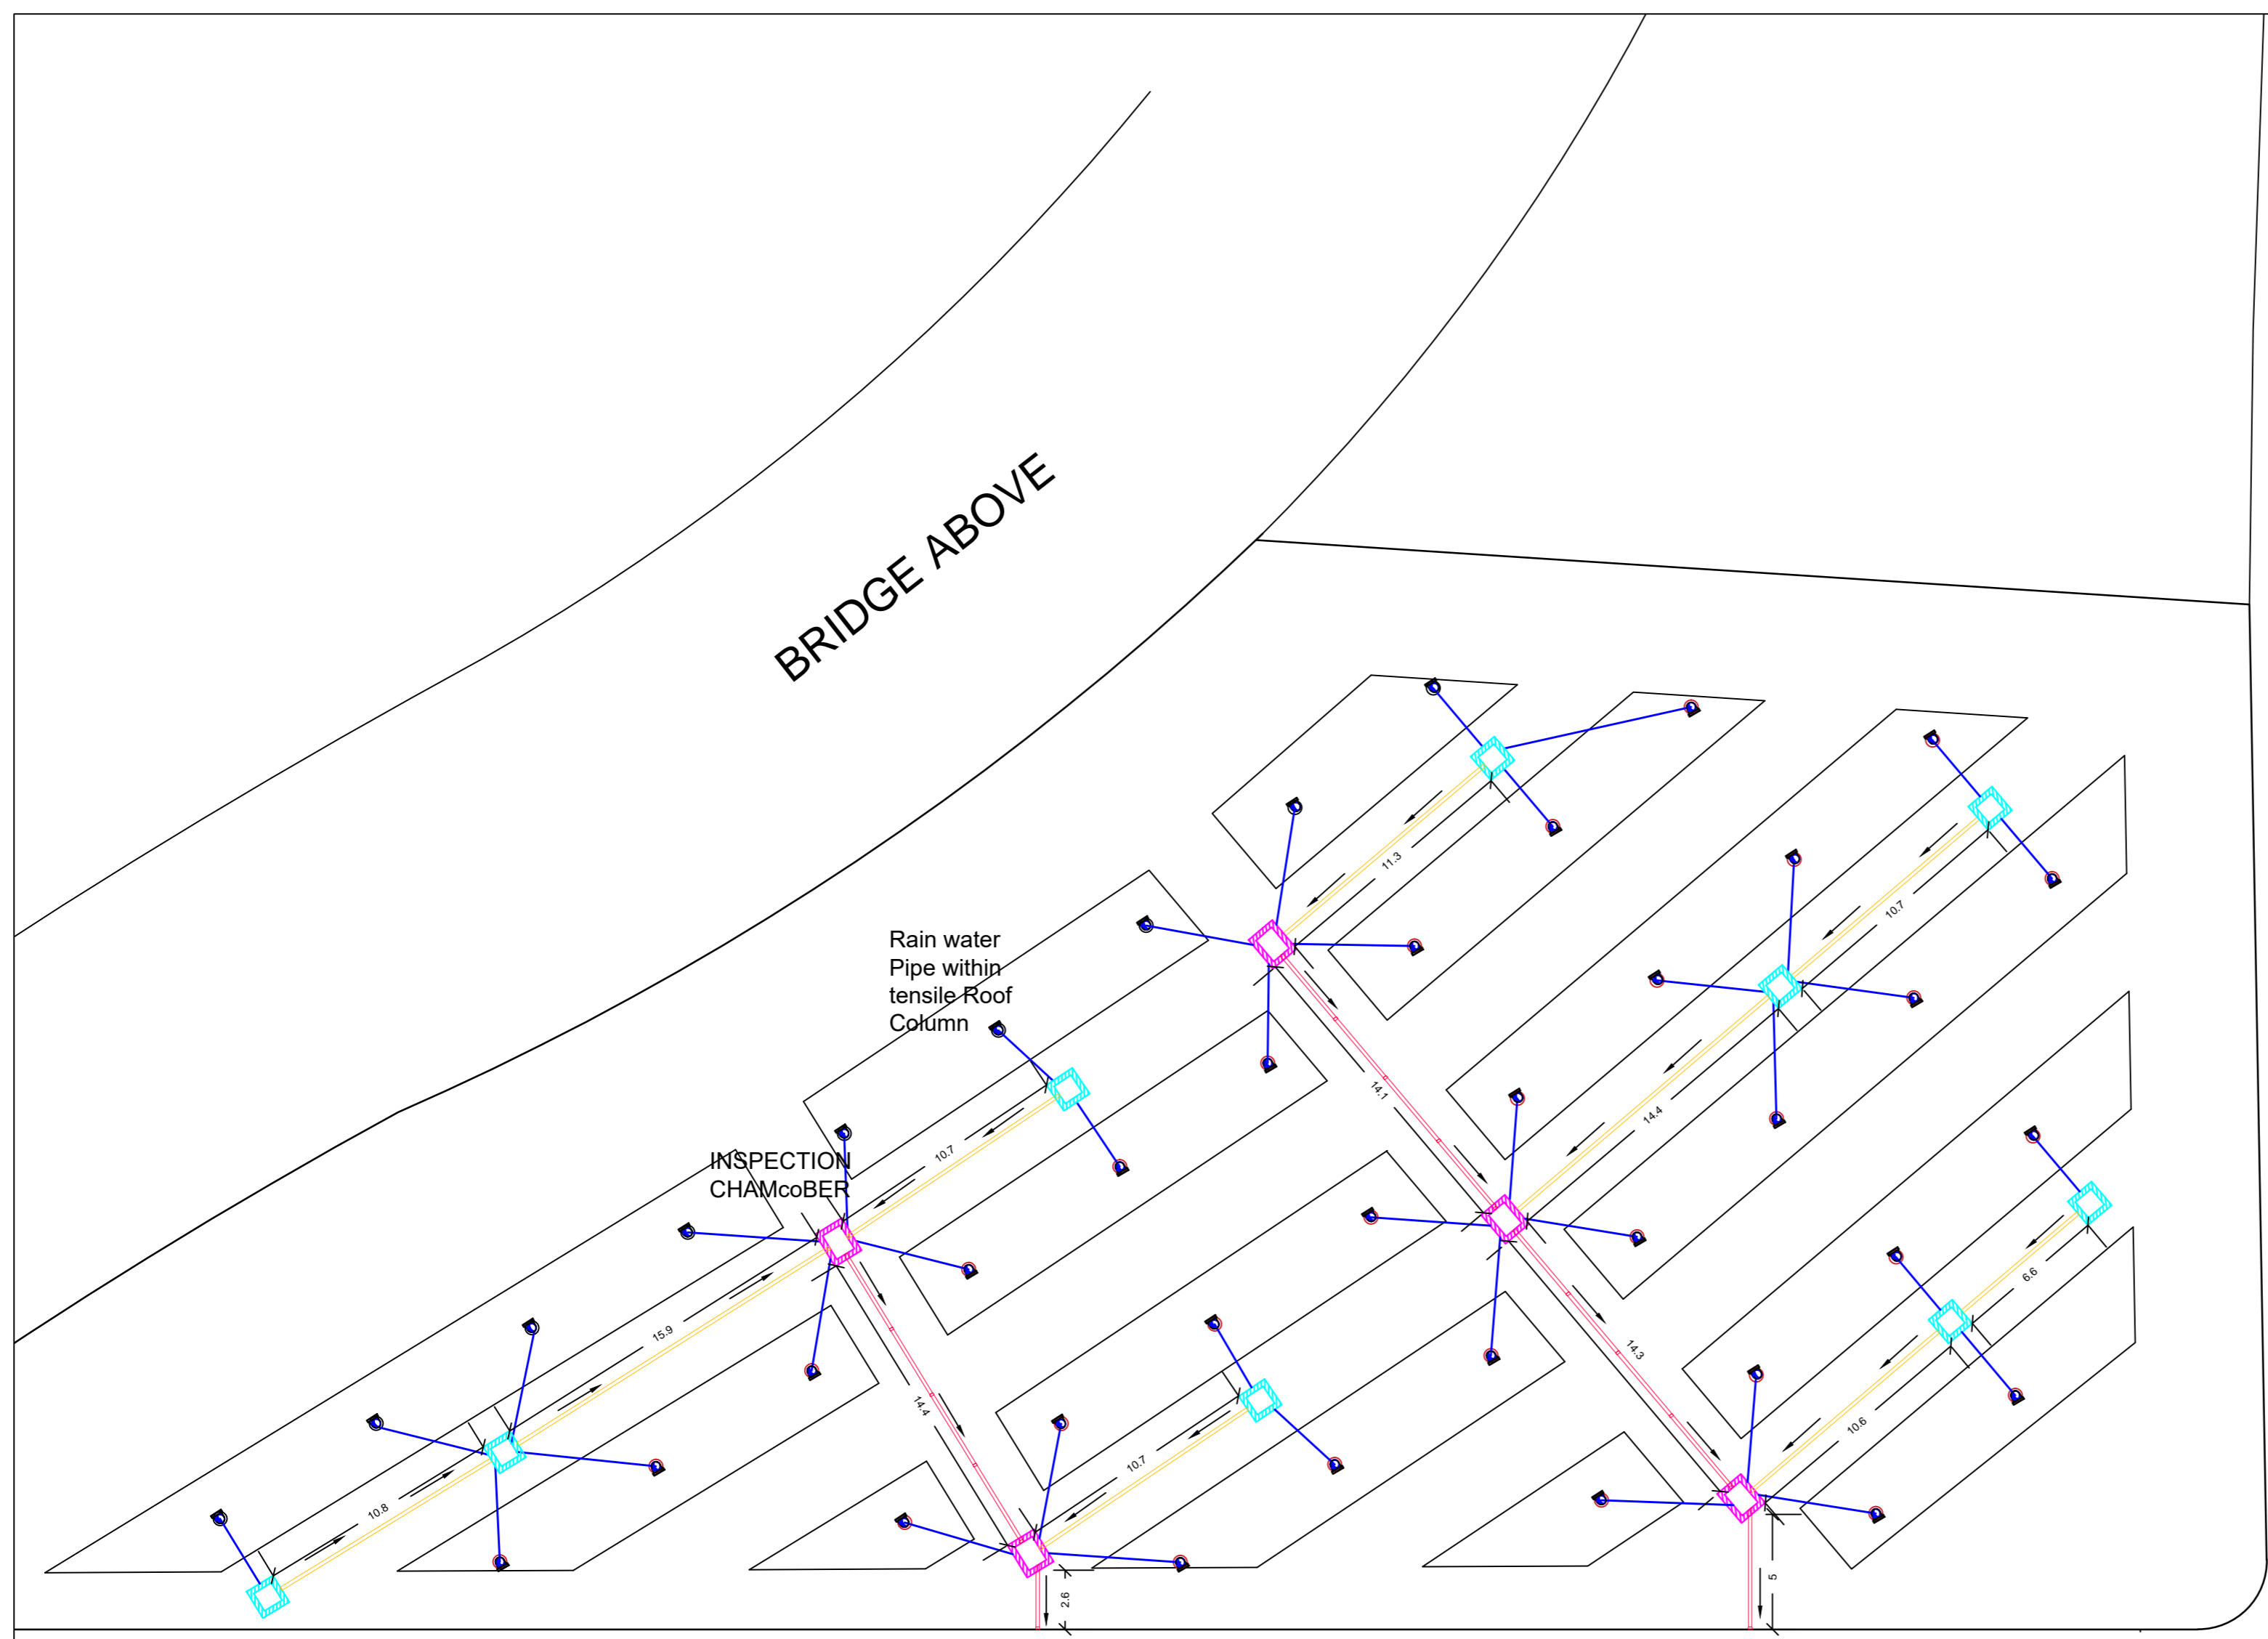 BRIDGE ABOVE
11.3
10.7
Rain water
Pipe within
tensile Roof
Column
14.1
14.4
10.7
INSPECTION
CHAMcoBER
6.6
15.9
14.3
14.4
10.6
10.7
10.8
5
2.6